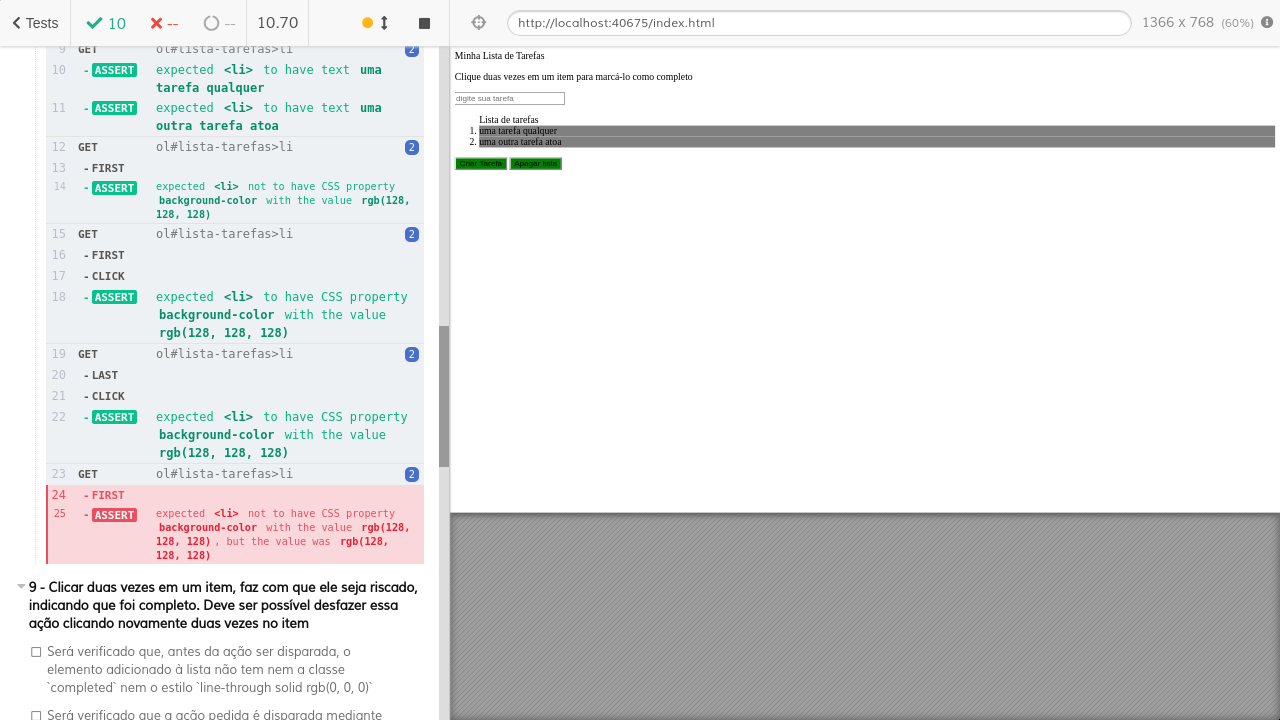 Tests
10
--
--
10.70
http://localhost:40675/index.html
1366 x 768 (60%)
9 GET ol#lista-tarefas>li 2
10 - ASSERT expected <li> to have text uma
tarefa qualquer
11 - ASSERT expected <li> to have text uma
outra tarefa atoa
12 GET ol#lista-tarefas>li 2
13 - FIRST
14 - ASSERT expected <li> not to have CSS property
background-color with the value rgb(128,
128, 128)
15 GET ol#lista-tarefas>li 2
16 - FIRST
17 - CLICK
18 - ASSERT expected <li> to have CSS property
background-color with the value
rgb(128, 128, 128)
19 GET ol#lista-tarefas>li 2
20 - LAST
21 - CLICK
22 - ASSERT expected <li> to have CSS property
background-color with the value
rgb(128, 128, 128)
23 GET ol#lista-tarefas>li 2
24 - FIRST
25 - ASSERT expected <li> not to have CSS property
background-color with the value rgb(128,
128, 128), but the value was rgb(128,
128, 128)
9 - Clicar duas vezes em um item, faz com que ele seja riscado,
indicando que foi completo. Deve ser possível desfazer essa
ação clicando novamente duas vezes no item
Será verificado que, antes da ação ser disparada, o
elemento adicionado à lista não tem nem a classe
`completed` nem o estilo `line-through solid rgb(0, 0, 0)`
Será verificado que a ação pedida é disparada mediante
Minha Lista de Tarefas
Clique duas vezes em um item para marcá-lo como completo
digite sua tarefa
Lista de tarefas
1. uma tarefa qualquer
2. uma outra tarefa atoa
Criar Tarefa Apagar lista